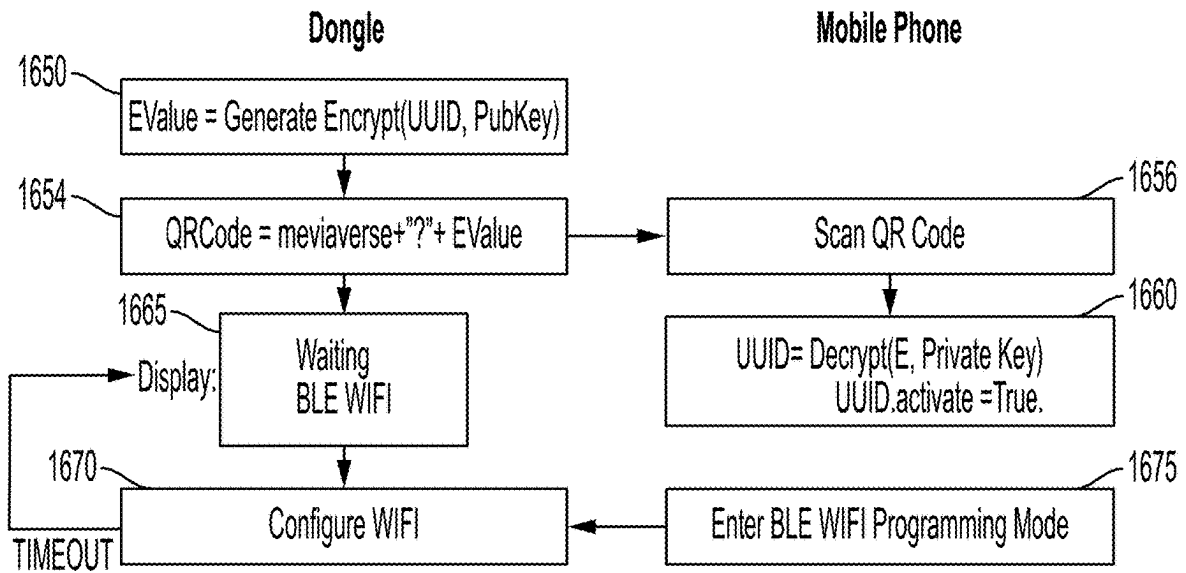 Dongle
Mobile Phone
1650
EValue = Generate Encrypt(UUID, PubKey)
1654
QRCode = meviaverse+"?"+ EValue
1656
Scan QR Code
1665
Display:
Waiting
BLE WIFI
1660
UUID= Decrypt(E, Private Key)
UUID.activate =True.
1670
Configure WIFI
TIMEOUT
1675
Enter BLE WIFI Programming Mode